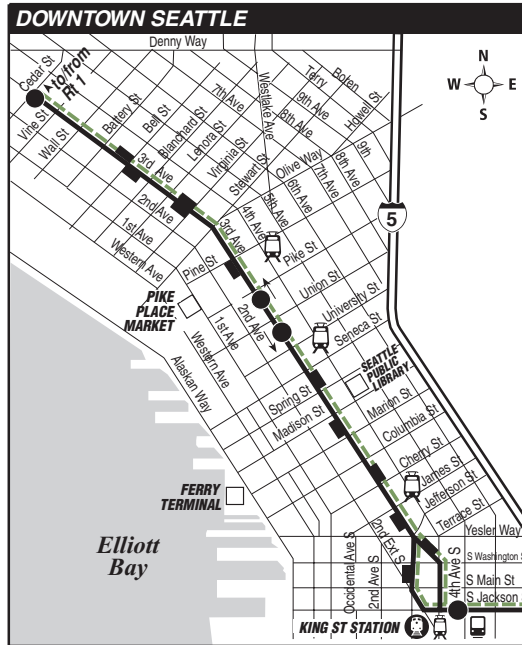 DOWNTOWN SEATTLE
Denny Way
Cedar St
to/from
Rt 1
Vine St
Wall St
Battery St
Bell St
Blanchard St
Lenora St
Virginia St
Stewart St
7th Ave
Westlake Ave
Terry
Boren
9th Ave
8th Ave
Howell St
Olive Way
9th
8th Ave
7th Ave
6th Ave
5th Ave
4th Ave
3rd Ave
3rd Ave
2nd Ave
1st Ave
Western Ave
N
W
E
S
5
Pine St
Pike St
Union St
University St
Seneca St
PIKE
PLACE
MARKET
2nd Ave
1st Ave
Western Ave
Alaskan Way
SEATTLE
PUBLIC
LIBRARY
Spring St
Madison St
Marion St
Columbia St
Cherry St
James St
Jefferson St
Terrace St
FERRY
TERMINAL
Elliott
Bay
Yesler Way
S Washington S
S Main St
S Jackson
Occidental Ave S
2nd Ave S
2nd Ext S
4th Ave S
KING ST STATION